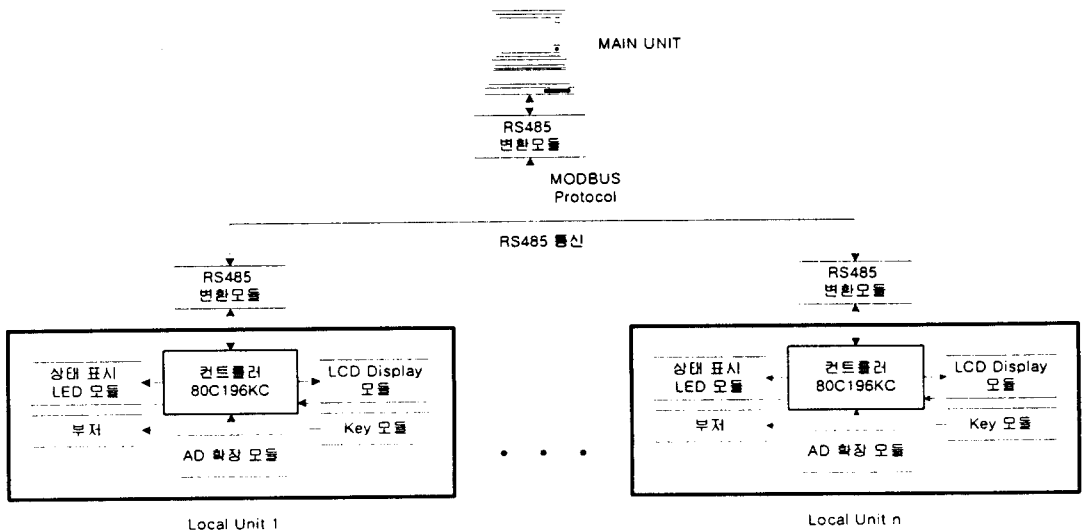 MAIN UNIT
RS485
변환모듈
MODBUS
Protocol
RS485 통신
RS485
변환모듈
RS485
변환모듈
상태 표시
LED 모듈
컨트롤러
80C196KC
LCD Display
모듈
부저
Key 모듈
AD 확장 모듈
상태 표시
LED 모듈
컨트롤러
80C196KC
LCD Display
모듈
부저
Key 모듈
AD 확장 모듈
Local Unit 1
Local Unit n